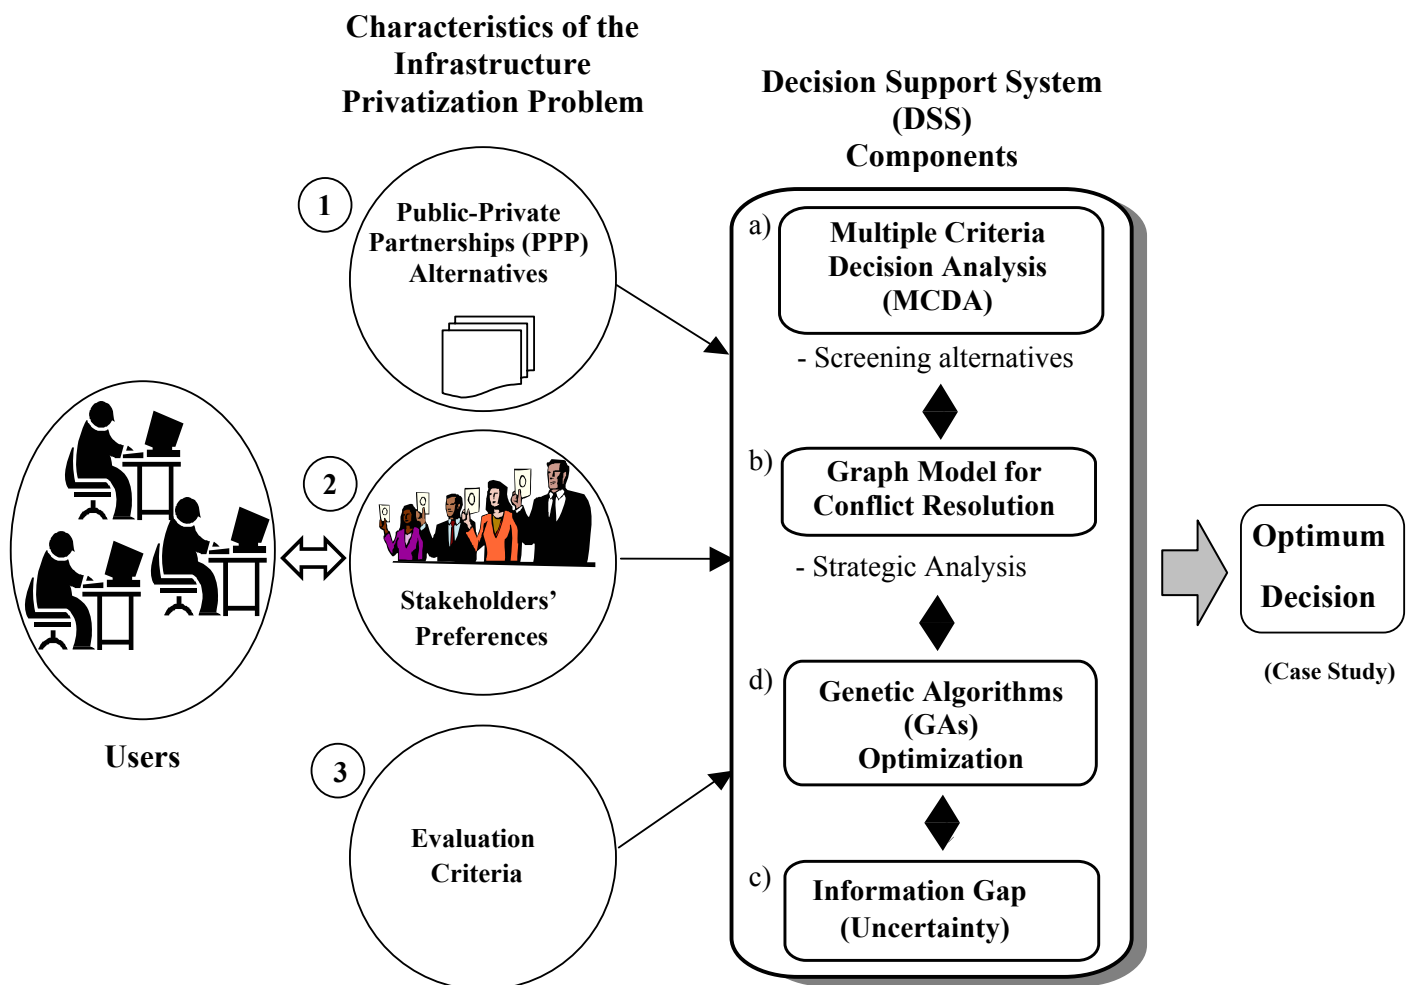 Characteristics of the
Infrastructure
Privatization Problem
Decision Support System
(DSS)
Components
1
Public-Private
Partnerships (PPP)
Alternatives
2
Stakeholders’
Preferences
3
Evaluation
Criteria
Users
a)
Multiple Criteria
Decision Analysis
(MCDA)
- Screening alternatives
b)
Graph Model for
Conflict Resolution
- Strategic Analysis
d)
Genetic Algorithms
(GAs)
Optimization
c)
Information Gap
(Uncertainty)
Optimum
Decision
(Case Study)